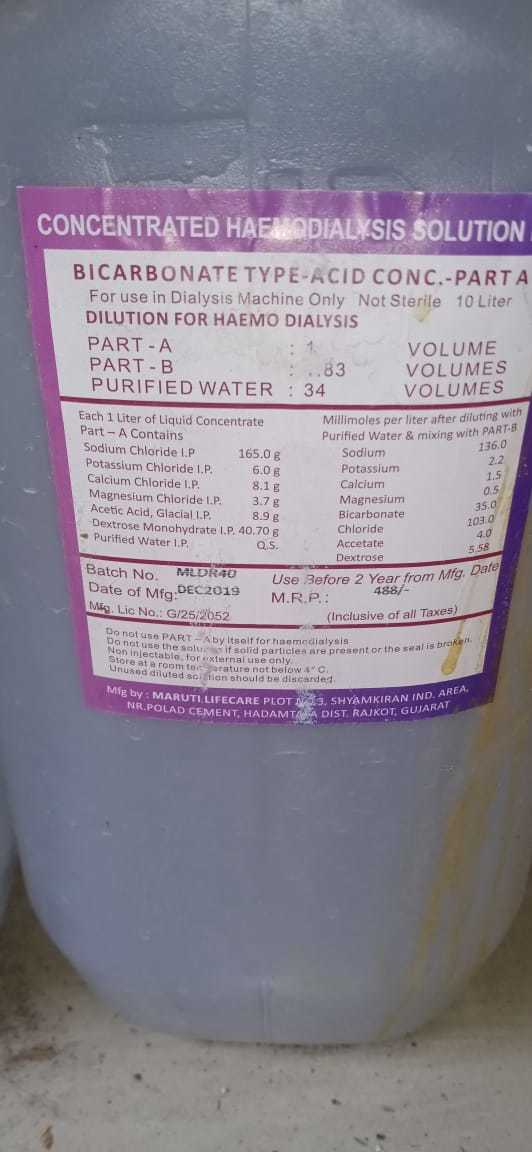 CONCENTRATED HAEMODIALYSIS SOLUTION
BICARBONATE TYPE-ACID CONC.-PART A
For use in Dialysis Machine Only Not Sterile 10 Liter
DILUTION FOR HAEMO DIALYSIS
PART - A : 1 VOLUME
PART - B : .83 VOLUMES
PURIFIED WATER : 34 VOLUMES
Each 1 Liter of Liquid Concentrate
Part – A Contains
Sodium Chloride I.P 165.0 g
Potassium Chloride I.P. 6.0 g
Calcium Chloride I.P. 8.1 g
Magnesium Chloride I.P. 3.7 g
Acetic Acid, Glacial I.P. 8.9 g
Dextrose Monohydrate I.P. 40.70 g
Purified Water I.P. Q.S.
Millimoles per liter after diluting with
Purified Water & mixing with PART-B
Sodium 136.0
Potassium 2.2
Calcium 1.5
Magnesium 0.5
Bicarbonate 35.0
Chloride 103.0
Accetate 4.0
Dextrose 5.58
Batch No. MLDR40
Date of Mfg: DEC2019
Mfg. Lic No.: G/25/2052
Use Before 2 Year from Mfg. Date
M.R.P.: 488/-
(Inclusive of all Taxes)
Do not use PART – A by itself for haemodialysis
Do not use the solution if solid particles are present or the seal is broken.
Non injectable, for external use only.
Store at a room temperature not below 4° C.
Unused diluted solution should be discarded.
Mfg by : MARUTI LIFECARE PLOT 3, SHYAMKIRAN IND. AREA,
NR.POLAD CEMENT, HADAMTALA DIST. RAJKOT, GUJARAT